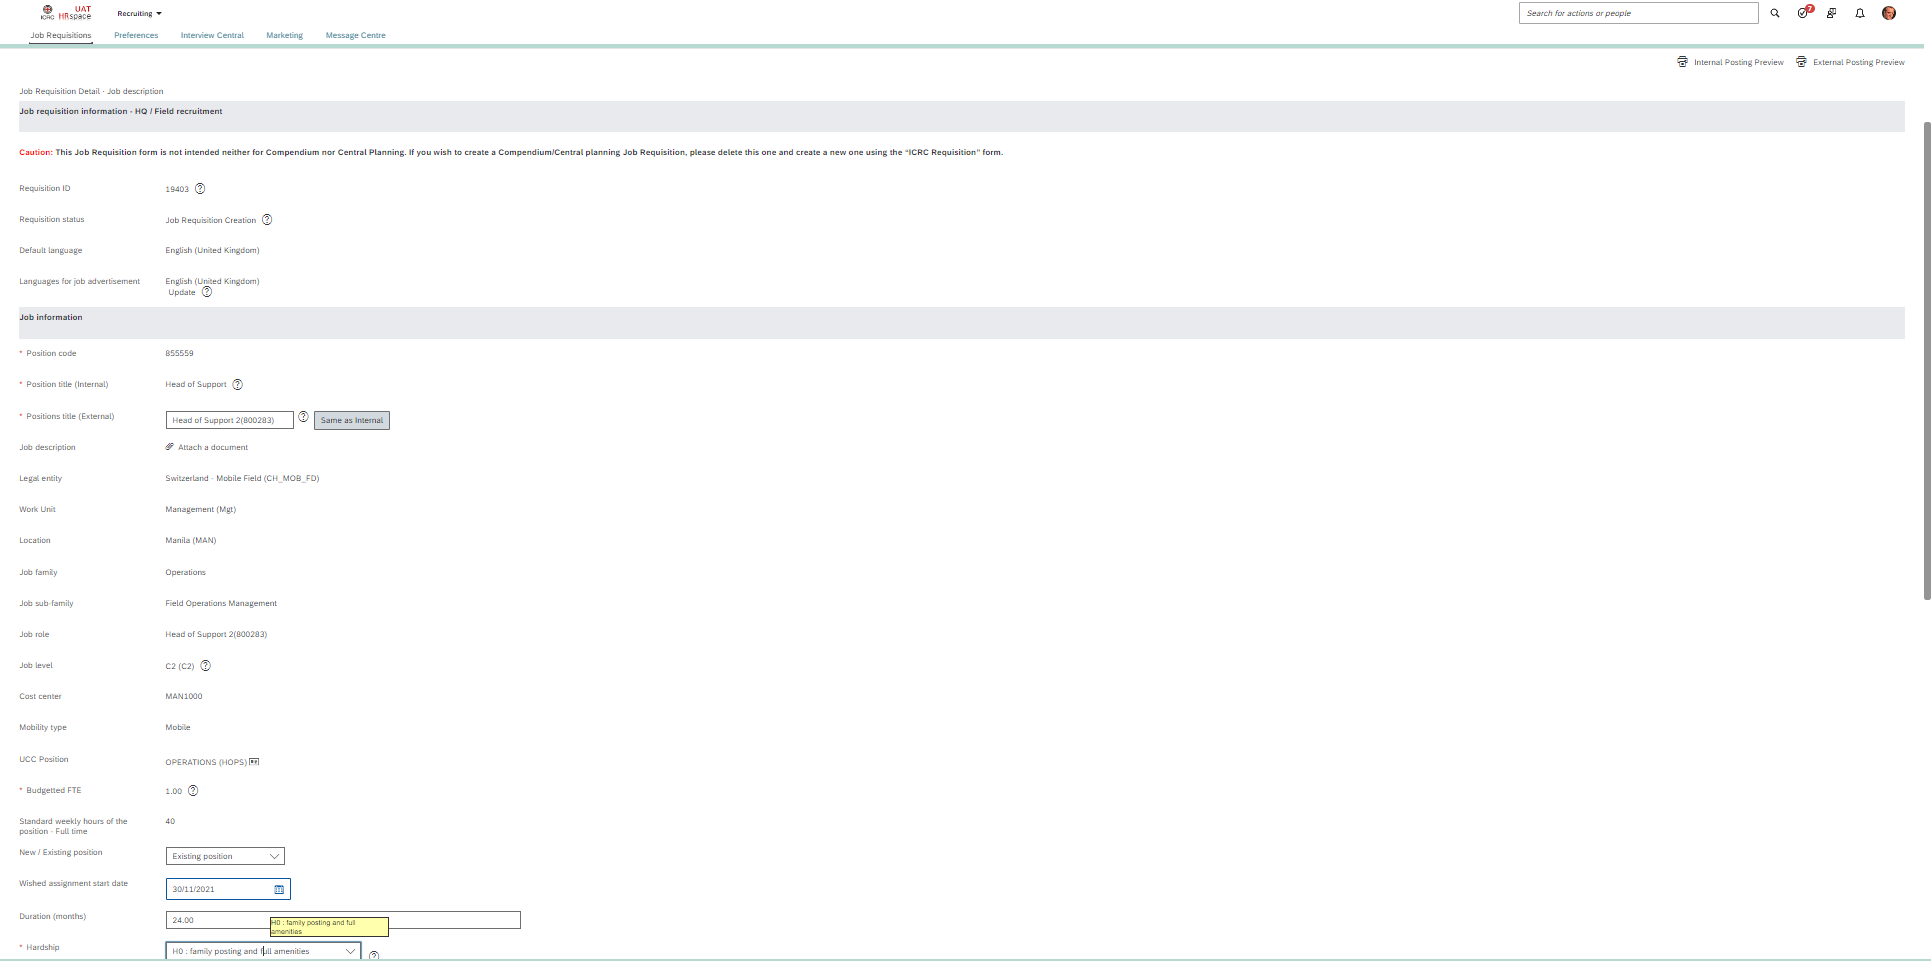 ICRC
UAT
HRspace
Recruiting
Search for actions or people
7
Job Requisitions
Preferences
Interview Central
Marketing
Message Centre
Internal Posting Preview
External Posting Preview
Job Requisition Detail - Job description
Job requisition information - HQ / Field recruitment
Caution: This Job Requisition form is not intended neither for Compendium nor Central Planning. If you wish to create a Compendium/Central planning Job Requisition, please delete this one and create a new one using the “ICRC Requisition” form.
Requisition ID
19403
Requisition status
Job Requisition Creation
Default language
English (United Kingdom)
Languages for job advertisement
English (United Kingdom)
Update
Job information
* Position code
855559
* Position title (Internal)
Head of Support
* Positions title (External)
Head of Support 2(800283)
Same as Internal
Job description
Attach a document
Legal entity
Switzerland - Mobile Field (CH_MOB_FD)
Work Unit
Management (Mgt)
Location
Manila (MAN)
Job family
Operations
Job sub-family
Field Operations Management
Job role
Head of Support 2(800283)
Job level
C2 (C2)
Cost center
MAN1000
Mobility type
Mobile
UCC Position
OPERATIONS (HOPS)
* Budgetted FTE
1.00
Standard weekly hours of the
position - Full time
40
New / Existing position
Existing position
Wished assignment start date
30/11/2021
Duration (months)
24.00
H0 : family posting and full
amenities
* Hardship
H0 : family posting and full amenities